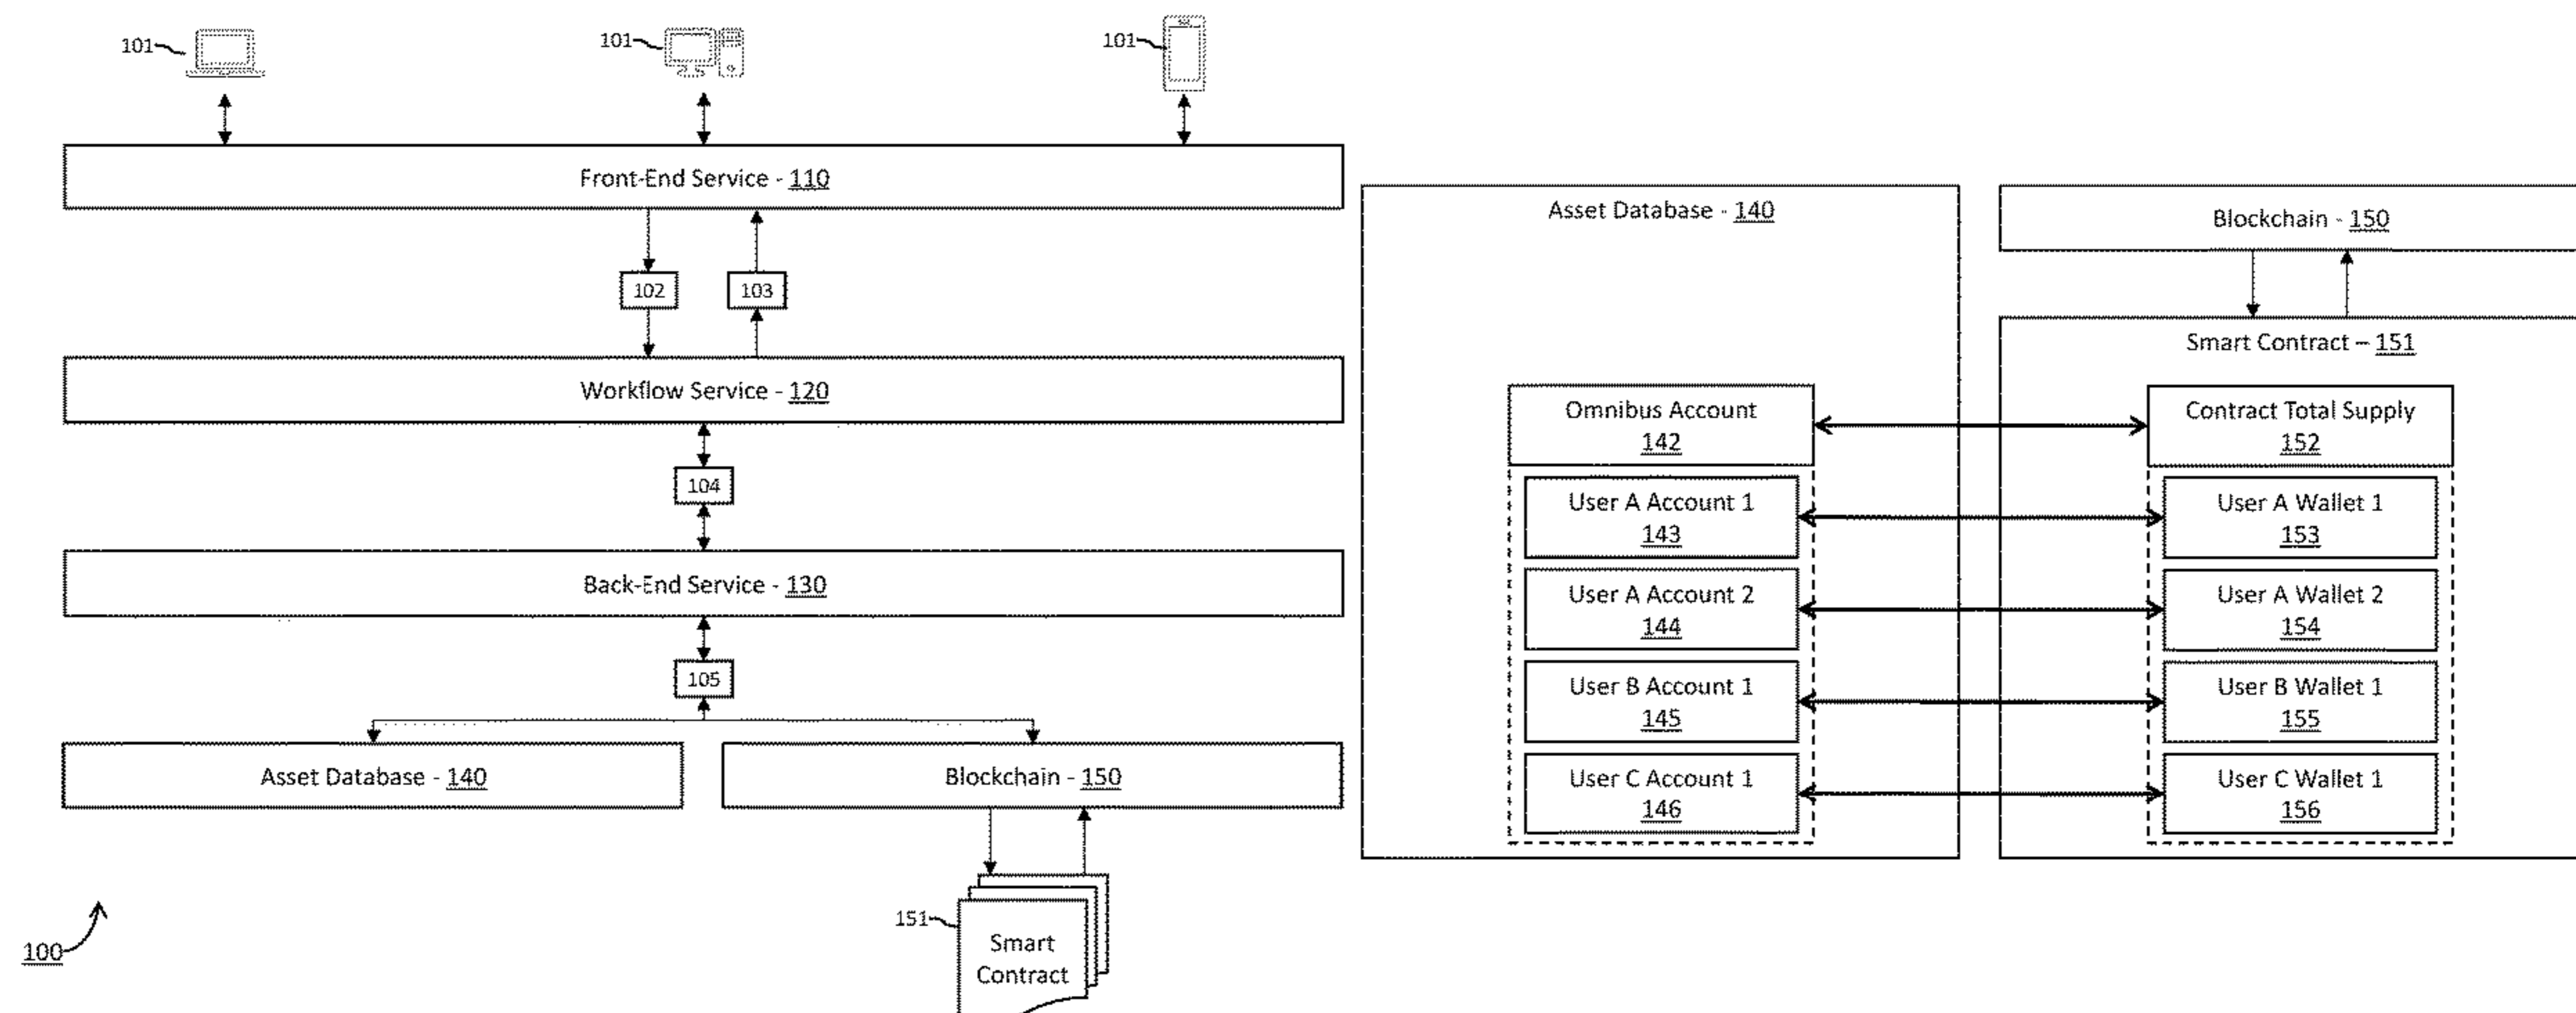 101
101
101
Front-End Service - 110
102
103
Workflow Service - 120
104
Back-End Service - 130
105
Asset Database - 140
Blockchain - 150
151
Smart
Contract
100
Asset Database - 140
Omnibus Account
142
User A Account 1
143
User A Account 2
144
User B Account 1
145
User C Account 1
146
Blockchain - 150
Smart Contract – 151
Contract Total Supply
152
User A Wallet 1
153
User A Wallet 2
154
User B Wallet 1
155
User C Wallet 1
156